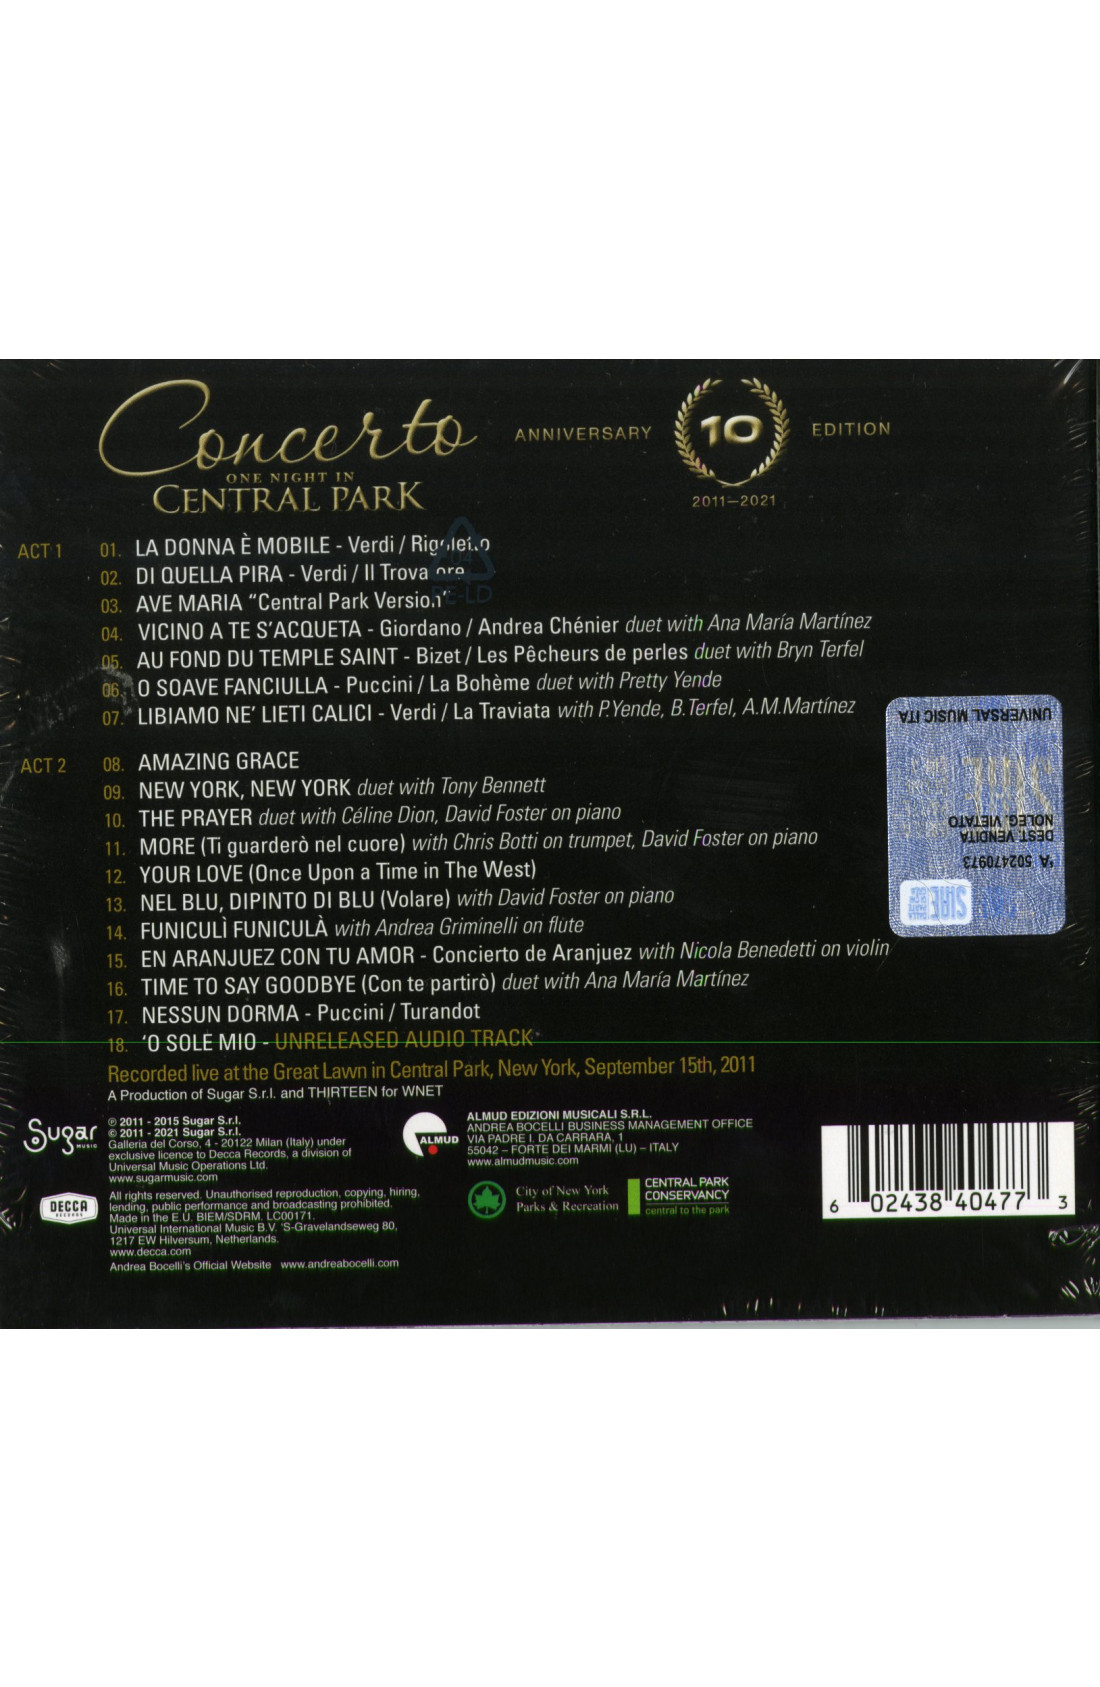 Concerto
ONE NIGHT IN
CENTRAL PARK
ANNIVERSARY 10 EDITION
2011–2021
ACT 1
01. LA DONNA È MOBILE - Verdi / Rigoletto
02. DI QUELLA PIRA - Verdi / Il Trovatore
03. AVE MARIA “Central Park Version”
04. VICINO A TE S’ACQUETA - Giordano / Andrea Chénier duet with Ana María Martínez
05. AU FOND DU TEMPLE SAINT - Bizet / Les Pêcheurs de perles duet with Bryn Terfel
06. O SOAVE FANCIULLA - Puccini / La Bohème duet with Pretty Yende
07. LIBIAMO NE’ LIETI CALICI - Verdi / La Traviata with P.Yende, B.Terfel, A.M.Martínez
04
PE-LD
ACT 2
08. AMAZING GRACE
09. NEW YORK, NEW YORK duet with Tony Bennett
10. THE PRAYER duet with Céline Dion, David Foster on piano
11. MORE (Ti guarderò nel cuore) with Chris Botti on trumpet, David Foster on piano
12. YOUR LOVE (Once Upon a Time in The West)
13. NEL BLU, DIPINTO DI BLU (Volare) with David Foster on piano
14. FUNICULÌ FUNICULÀ with Andrea Griminelli on flute
15. EN ARANJUEZ CON TU AMOR - Concierto de Aranjuez with Nicola Benedetti on violin
16. TIME TO SAY GOODBYE (Con te partirò) duet with Ana María Martínez
17. NESSUN DORMA - Puccini / Turandot
18. ‘O SOLE MIO - UNRELEASED AUDIO TRACK
Recorded live at the Great Lawn in Central Park, New York, September 15th, 2011
A Production of Sugar S.r.l. and THIRTEEN for WNET
UNIVERSAL MUSIC ITA
SIAE
NOLEG. VIETATO
DEST. VENDITA
*A 502470973
SIAE
Sugar
MUSIC
℗ 2011 - 2015 Sugar S.r.l.
© 2011 - 2021 Sugar S.r.l.
Galleria del Corso, 4 - 20122 Milan (Italy) under
exclusive licence to Decca Records, a division of
Universal Music Operations Ltd.
www.sugarmusic.com
DECCA
RECORDS
All rights reserved. Unauthorised reproduction, copying, hiring,
lending, public performance and broadcasting prohibited.
Made in the E.U. BIEM/SDRM. LC00171.
Universal International Music B.V. ’S-Gravelandseweg 80,
1217 EW Hilversum, Netherlands.
www.decca.com
Andrea Bocelli’s Official Website www.andreabocelli.com
ALMUD
ALMUD EDIZIONI MUSICALI S.R.L.
ANDREA BOCELLI BUSINESS MANAGEMENT OFFICE
VIA PADRE I. DA CARRARA, 1
55042 – FORTE DEI MARMI (LU) – ITALY
www.almudmusic.com
City of New York
Parks & Recreation
CENTRAL PARK
CONSERVANCY
central to the park
6 02438 40477 3